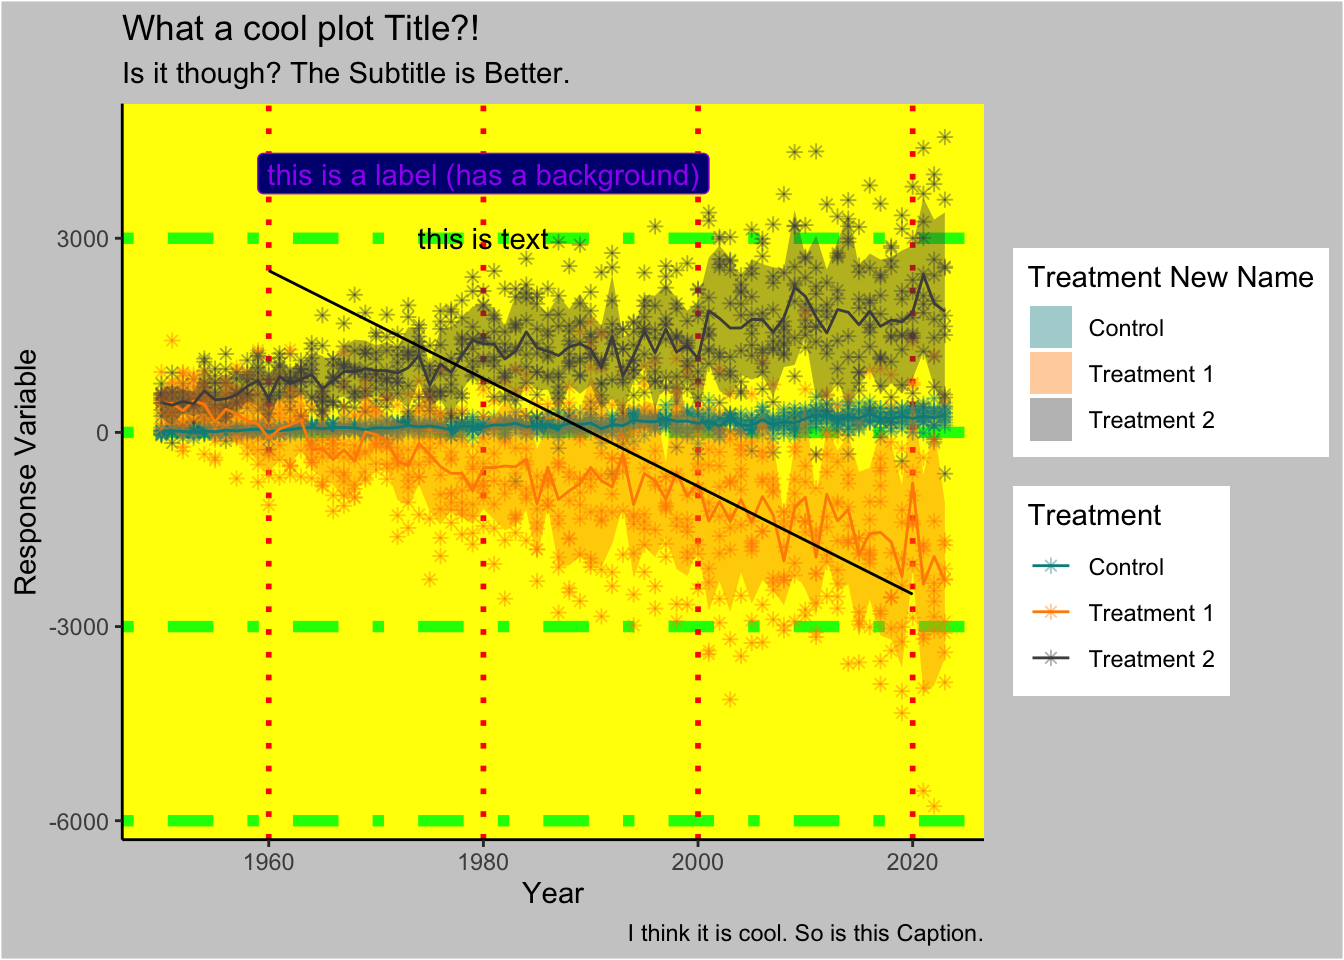 What a cool plot Title?!
Is it though? The Subtitle is Better.
this is a label (has a background)
this is text
3000
0
-3000
-6000
Response Variable
1960
1980
2000
2020
Year
I think it is cool. So is this Caption.
Treatment New Name
Control
Treatment 1
Treatment 2
Treatment
Control
Treatment 1
Treatment 2